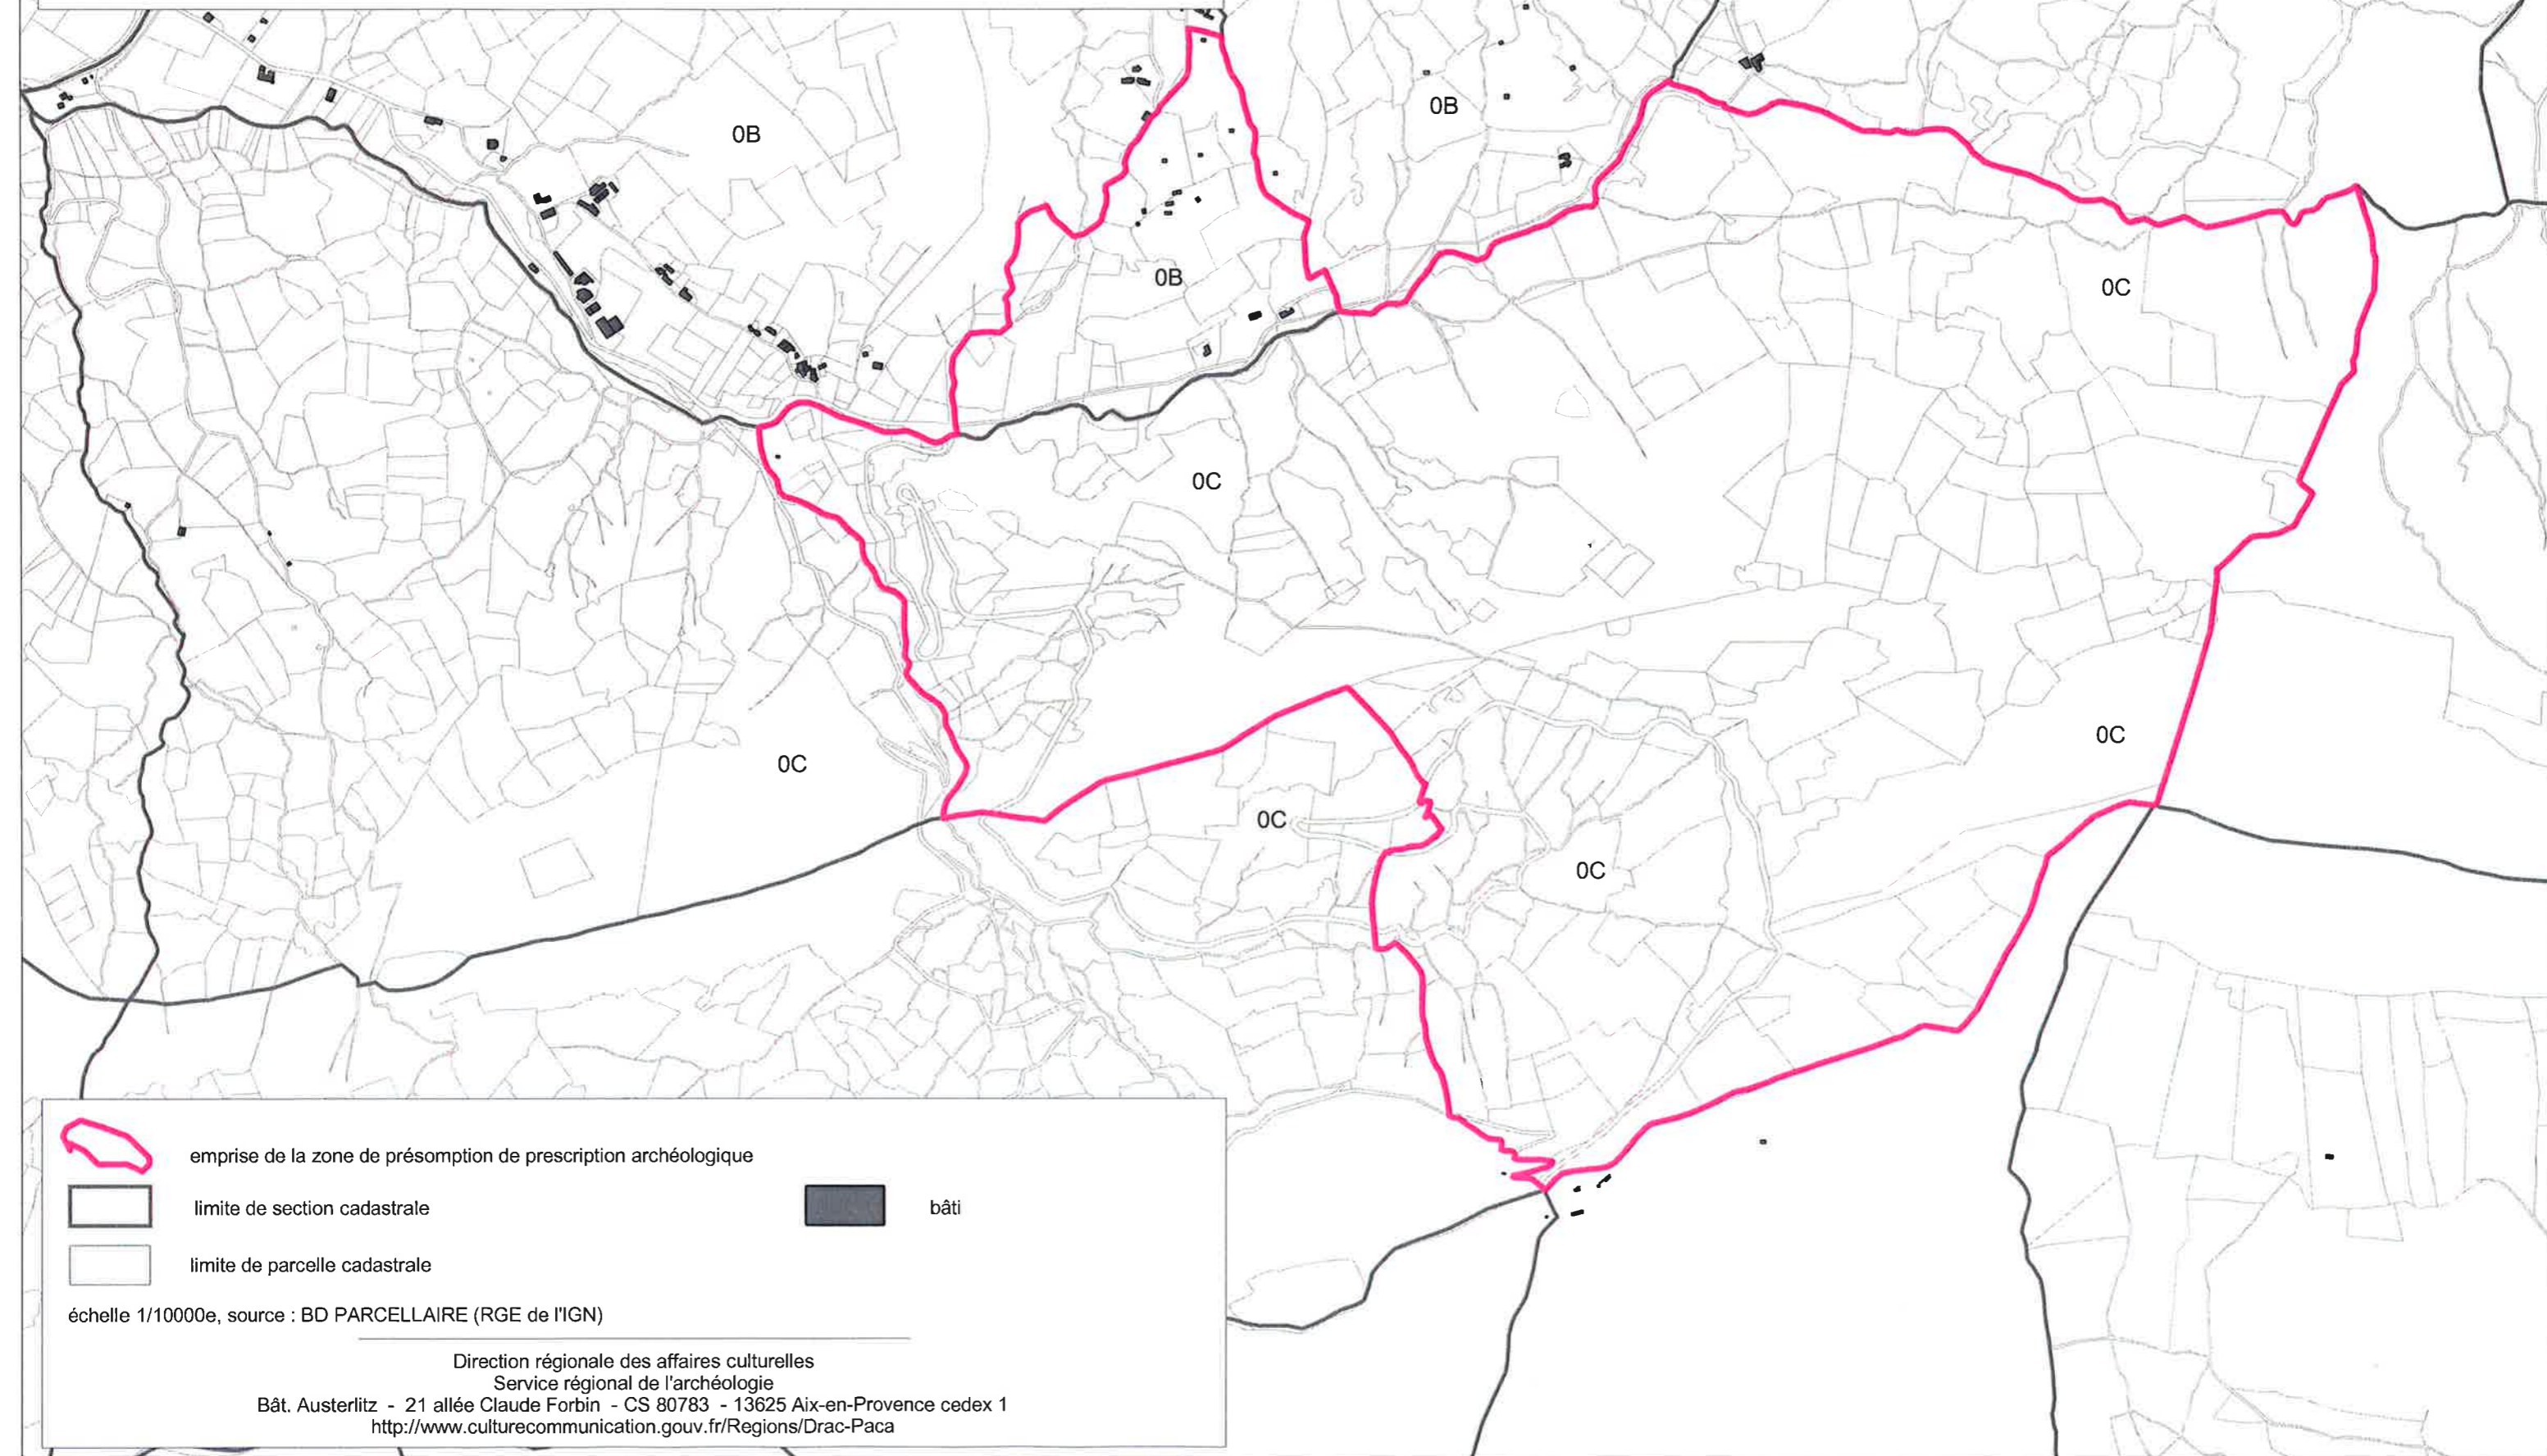 0B
0B
0B
0C
0C
0C
0C
0C
0C
emprise de la zone de présomption de prescription archéologique
limite de section cadastrale
bâti
limite de parcelle cadastrale
échelle 1/10000e, source : BD PARCELLAIRE (RGE de l'IGN)
Direction régionale des affaires culturelles
Service régional de l'archéologie
Bât. Austerlitz - 21 allée Claude Forbin - CS 80783 - 13625 Aix-en-Provence cedex 1
http://www.culturecommunication.gouv.fr/Regions/Drac-Paca